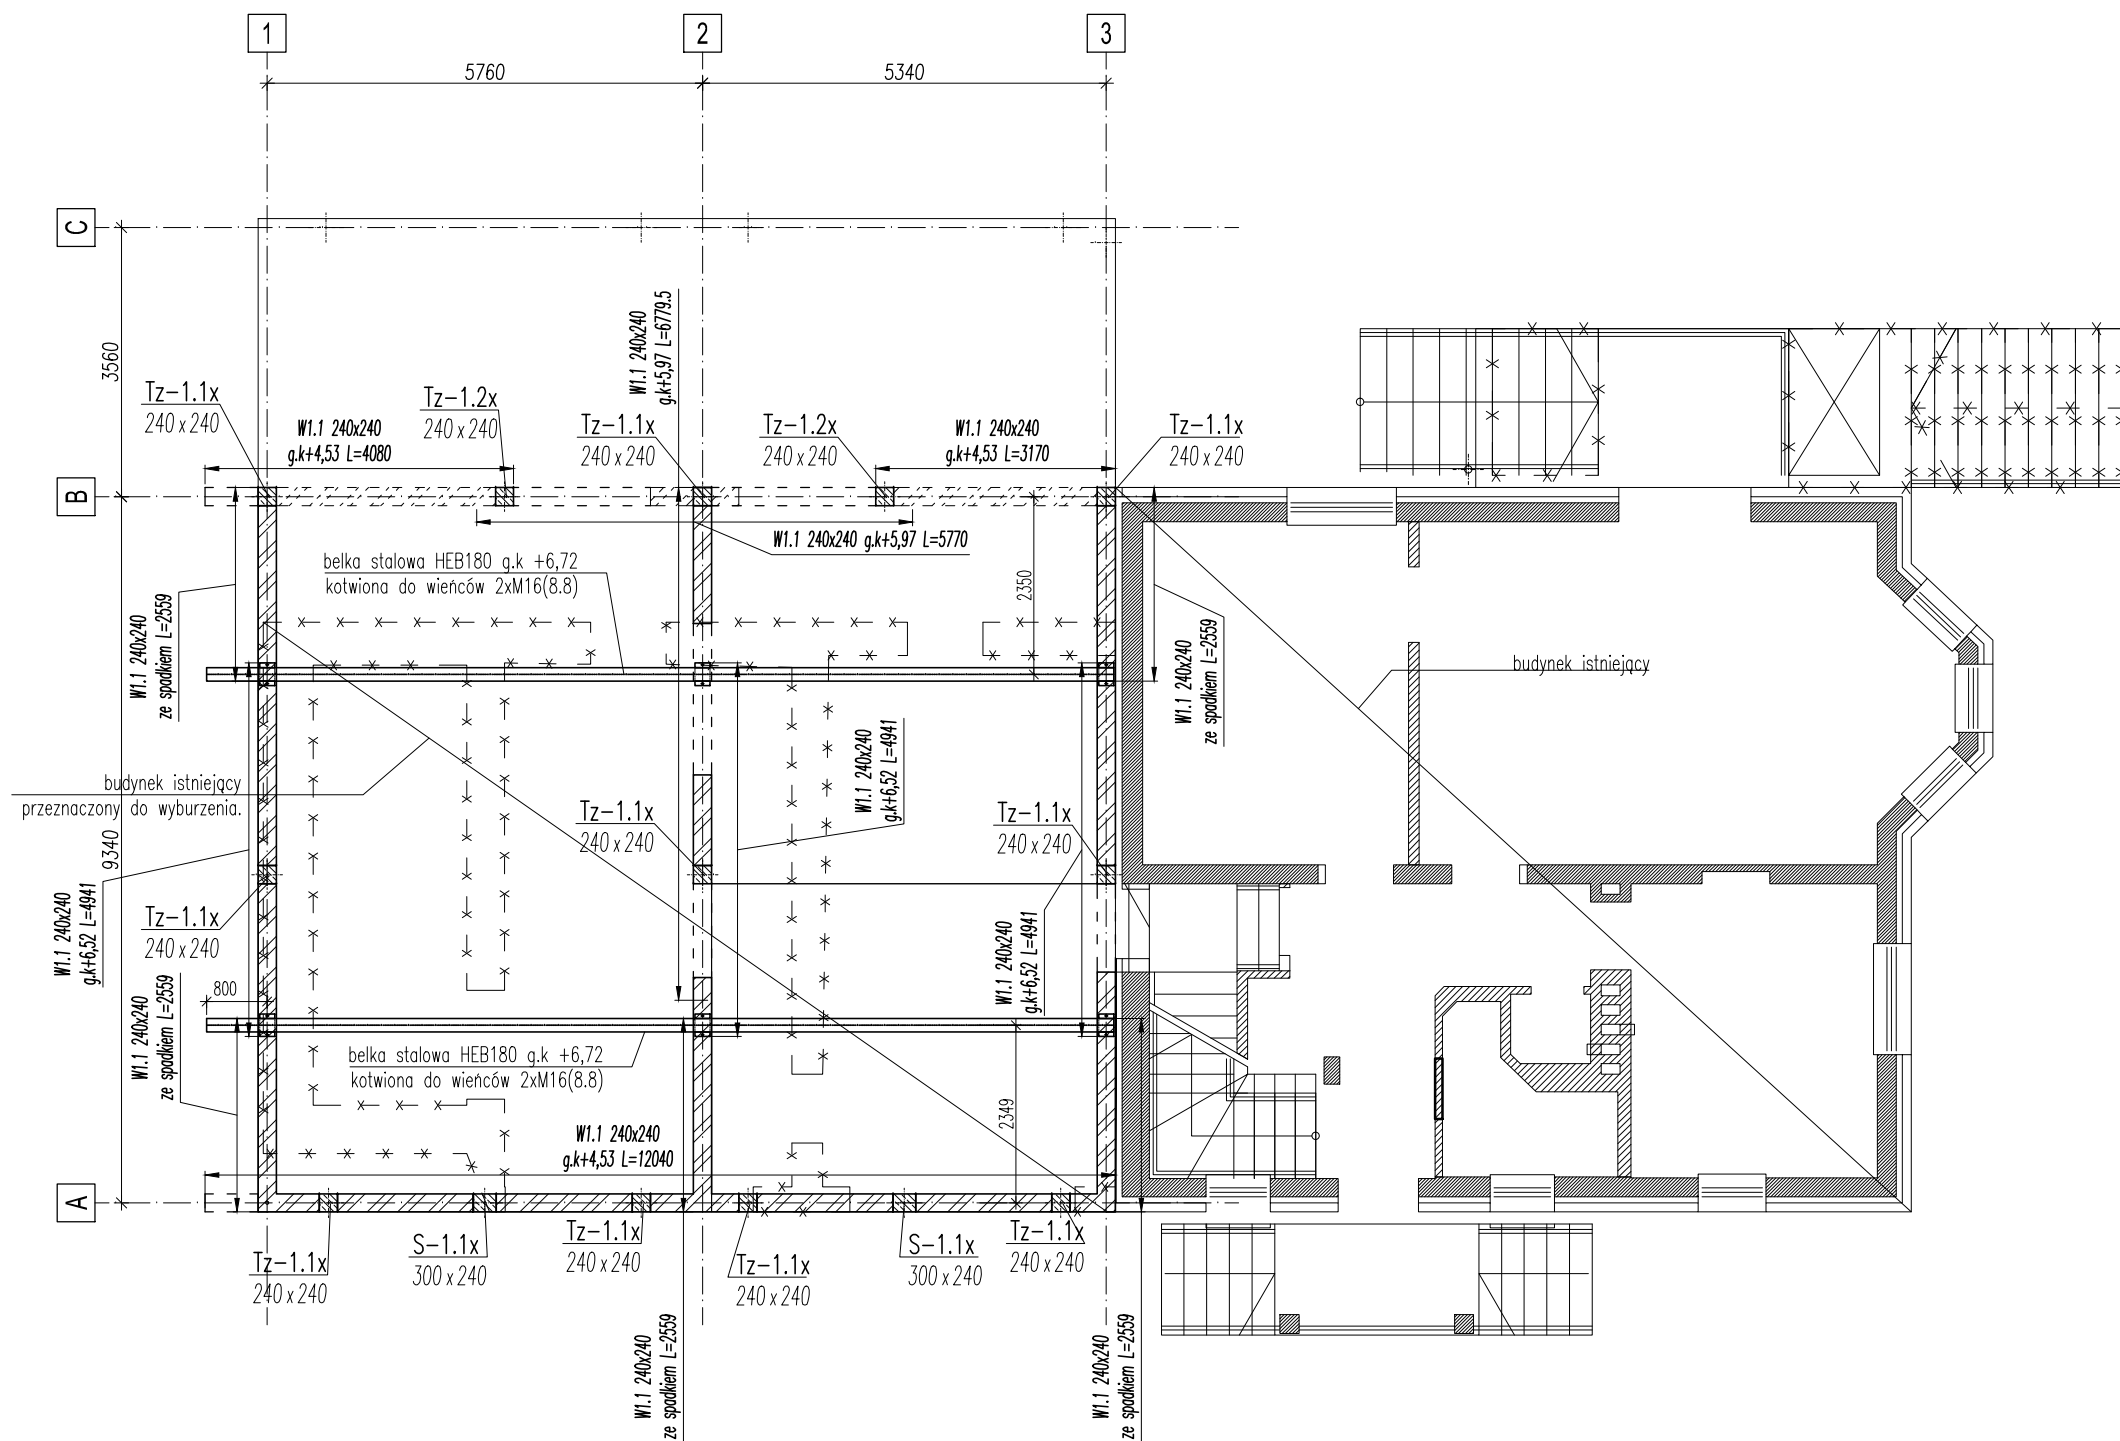 1
2
3
5760
5340
C
3560
W1.1 240x240
g.k+5,97 L=6779.5
Tz-1.1x
240 x 240
Tz-1.2x
240 x 240
W1.1 240x240
g.k+4,53 L=4080
Tz-1.1x
240 x 240
Tz-1.2x
240 x 240
W1.1 240x240
g.k+4,53 L=3170
Tz-1.1x
240 x 240
B
W1.1 240x240 g.k+5,97 L=5770
belka stalowa HEB180 g.k +6,72
kotwiona do wieńców 2xM16(8.8)
2350
W1.1 240x240
ze spadkiem L=2559
W1.1 240x240
ze spadkiem L=2559
budynek istniejący
budynek istniejący
przeznaczony do wyburzenia.
W1.1 240x240
g.k+6,52 L=4941
9340
Tz-1.1x
240 x 240
Tz-1.1x
240 x 240
W1.1 240x240
g.k+6,52 L=4941
Tz-1.1x
240 x 240
W1.1 240x240
g.k+6,52 L=4941
800
W1.1 240x240
ze spadkiem L=2559
belka stalowa HEB180 g.k +6,72
kotwiona do wieńców 2xM16(8.8)
2349
W1.1 240x240
g.k+4,53 L=12040
A
Tz-1.1x
240 x 240
S-1.1x
300 x 240
Tz-1.1x
240 x 240
Tz-1.1x
240 x 240
S-1.1x
300 x 240
Tz-1.1x
240 x 240
W1.1 240x240
ze spadkiem L=2559
W1.1 240x240
ze spadkiem L=2559